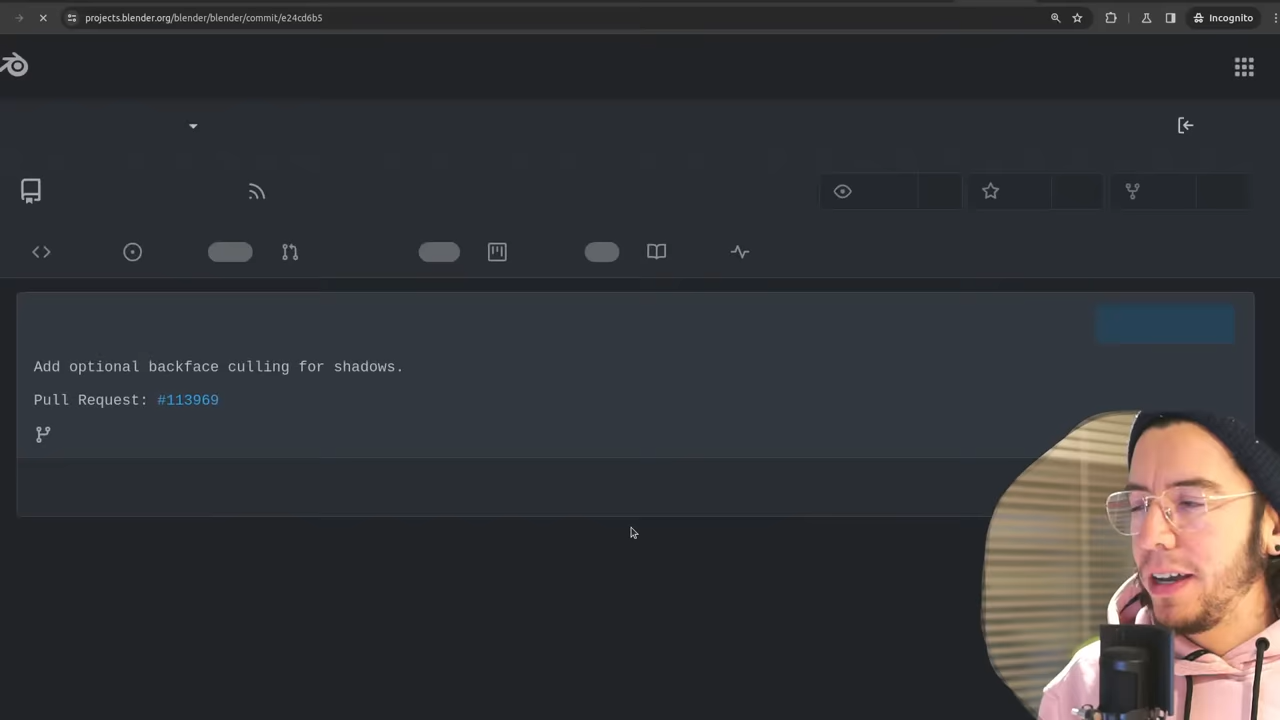 projects.blender.org/blender/blender/commit/e24cd6b5
Incognito
Add optional backface culling for shadows.
Pull Request: #113969